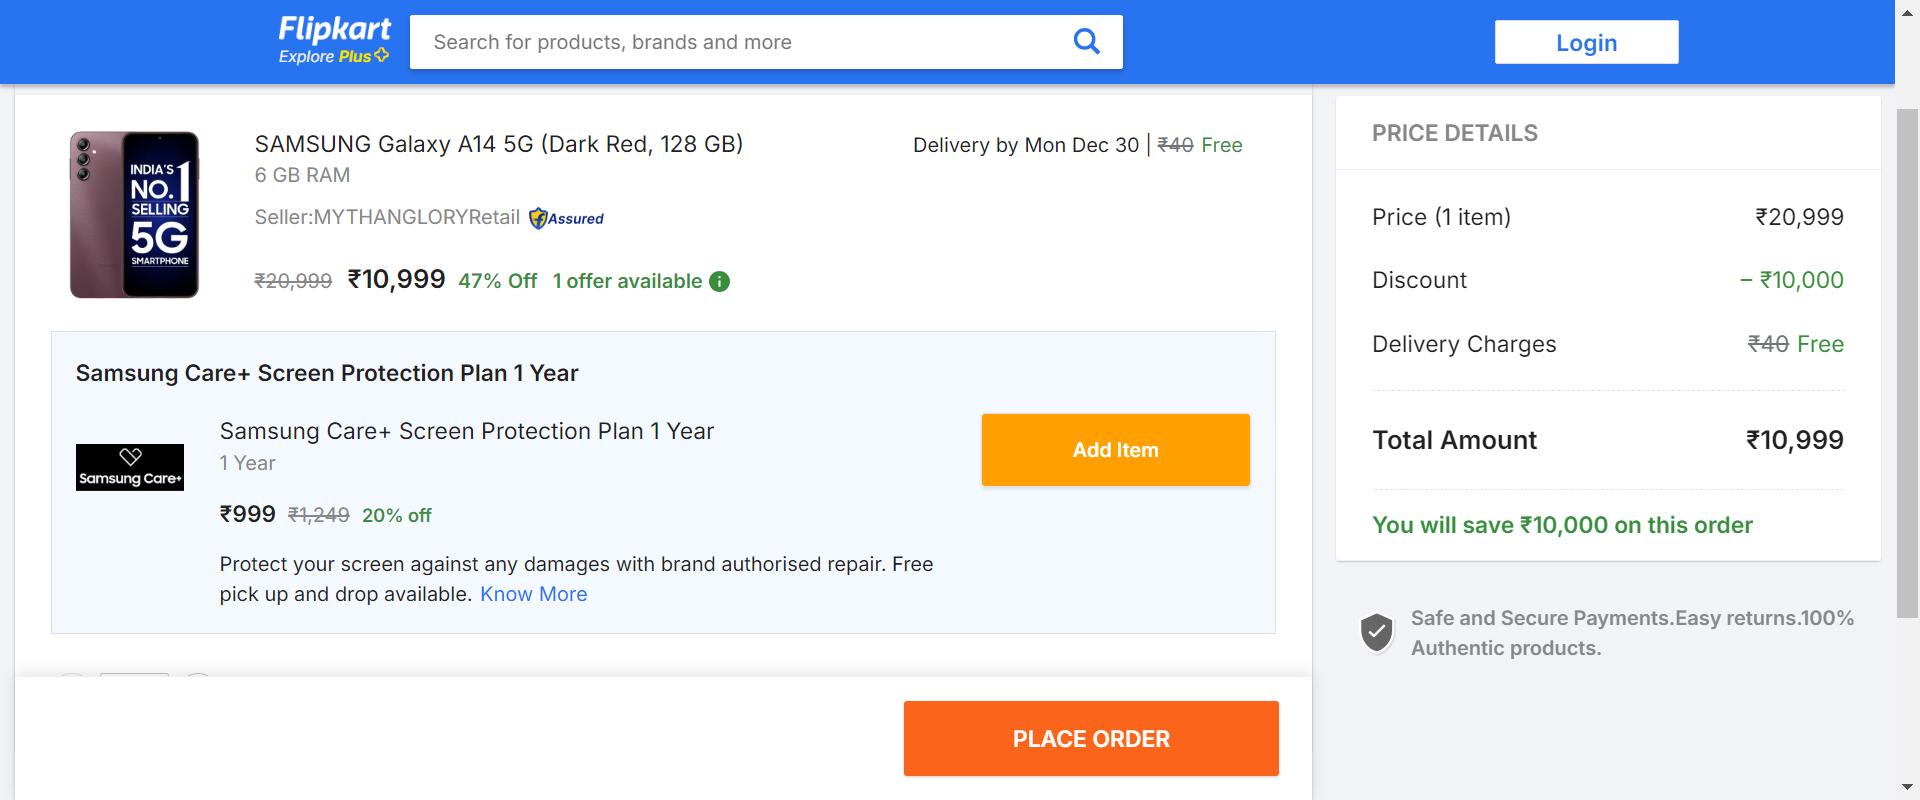 Flipkart
Explore Plus
Search for products, brands and more
Login
INDIA'S
NO.1
SELLING
5G
SMARTPHONE
SAMSUNG Galaxy A14 5G (Dark Red, 128 GB)
6 GB RAM
Seller:MYTHANGLORYRetail Assured
₹20,999 ₹10,999 47% Off 1 offer available
Delivery by Mon Dec 30 | ₹40 Free
Samsung Care+ Screen Protection Plan 1 Year
Samsung Care+
Samsung Care+ Screen Protection Plan 1 Year
1 Year
₹999 ₹1,249 20% off
Protect your screen against any damages with brand authorised repair. Free
pick up and drop available. Know More
Add Item
PLACE ORDER
PRICE DETAILS
Price (1 item) ₹20,999
Discount − ₹10,000
Delivery Charges ₹40 Free
Total Amount ₹10,999
You will save ₹10,000 on this order
Safe and Secure Payments.Easy returns.100%
Authentic products.